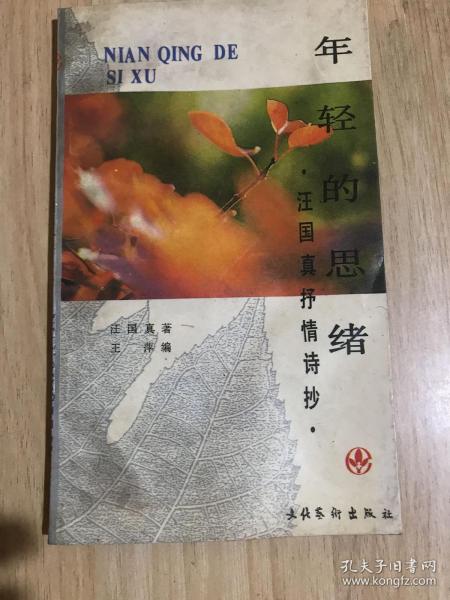 NIAN QING DE
SI XU
年轻的思绪
·汪国真抒情诗抄·
汪国真著
王萍编
文化艺术出版社
孔夫子旧书网
www.kongfz.com